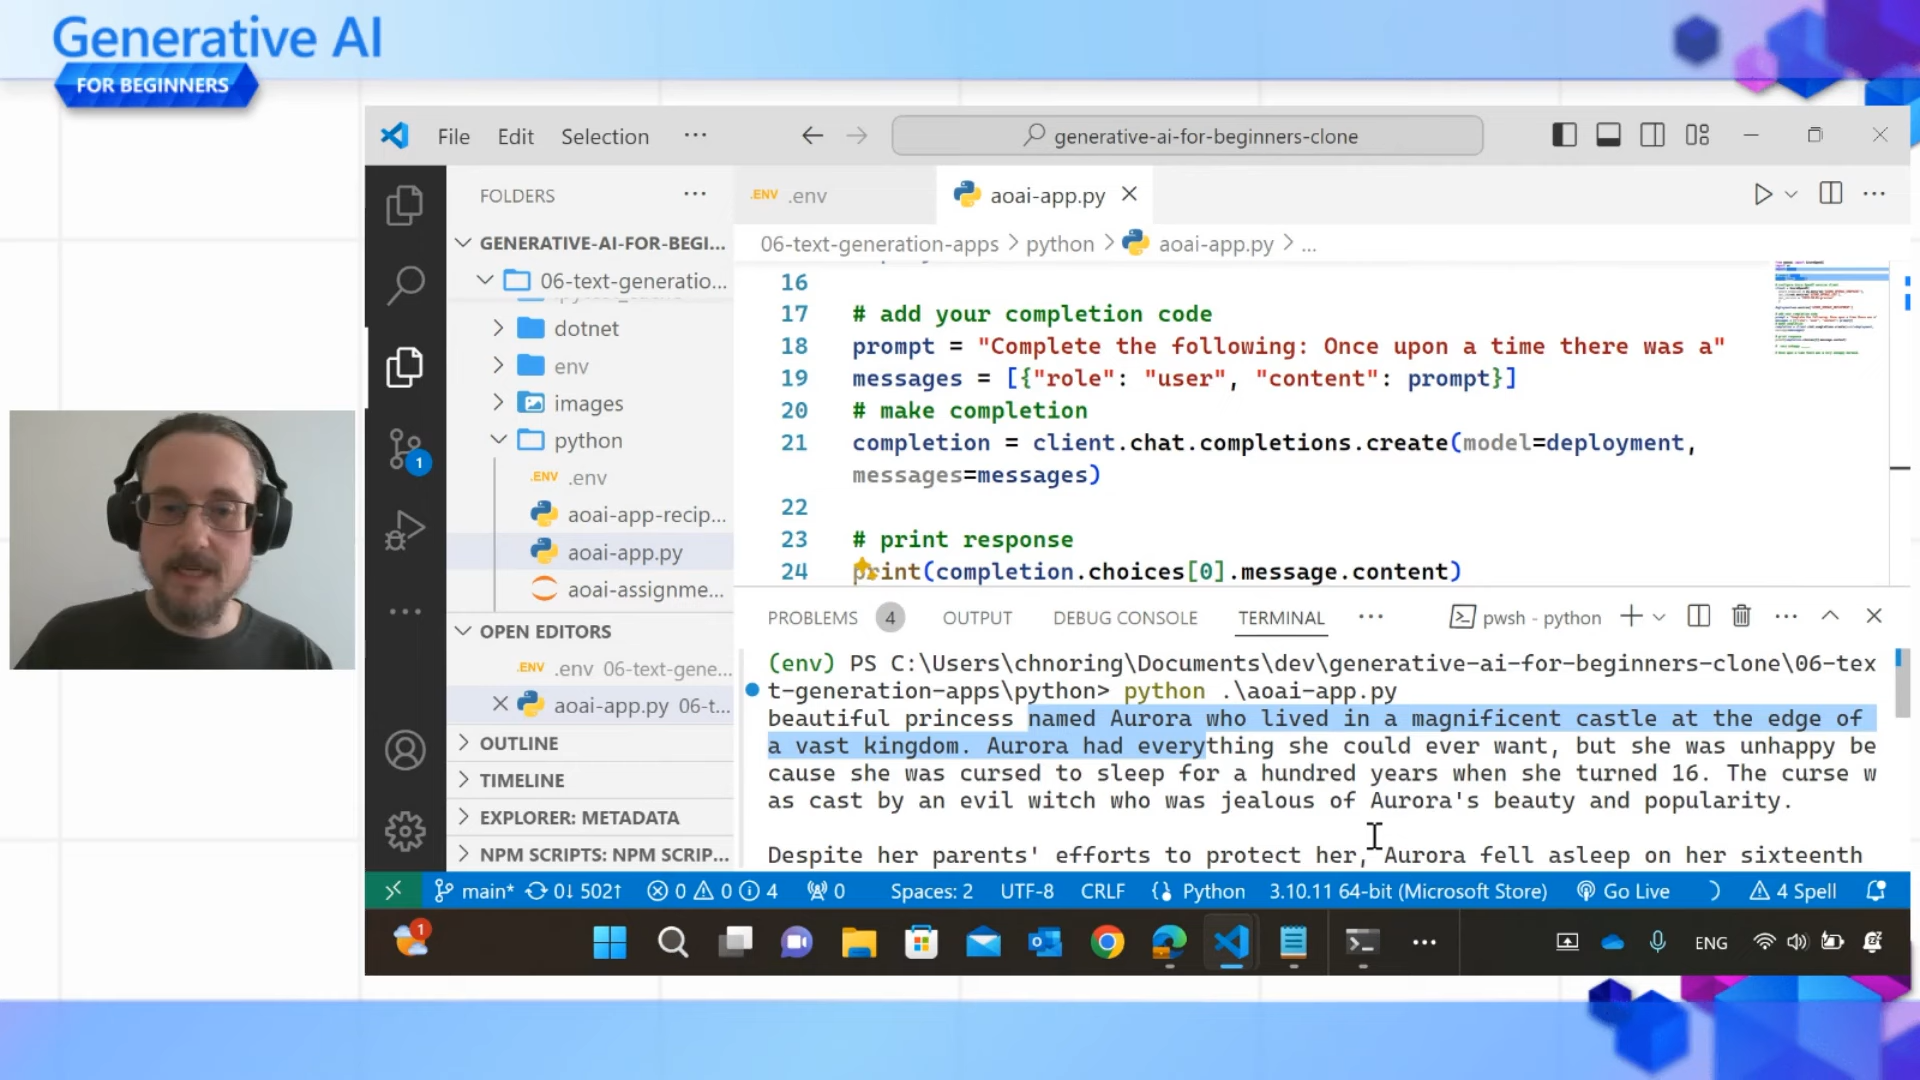 Generative AI
FOR BEGINNERS
File Edit Selection ··· generative-ai-for-beginners-clone
FOLDERS ···
.ENV .env aoai-app.py
GENERATIVE-AI-FOR-BEGI...
06-text-generation-apps > python > aoai-app.py > ...
06-text-generatio...
dotnet
env
images
python
.ENV .env
aoai-app-recip...
aoai-app.py
aoai-assignme...
OPEN EDITORS
.ENV .env 06-text-gene...
aoai-app.py 06-t...
OUTLINE
TIMELINE
EXPLORER: METADATA
NPM SCRIPTS: NPM SCRIP...
1
16
17 # add your completion code
18 prompt = "Complete the following: Once upon a time there was a"
19 messages = [{"role": "user", "content": prompt}]
20 # make completion
21 completion = client.chat.completions.create(model=deployment,
messages=messages)
22
23 # print response
24 print(completion.choices[0].message.content)
PROBLEMS 4 OUTPUT DEBUG CONSOLE TERMINAL ··· pwsh - python
(env) PS C:\Users\chnoring\Documents\dev\generative-ai-for-beginners-clone\06-tex
t-generation-apps\python> python .\aoai-app.py
beautiful princess named Aurora who lived in a magnificent castle at the edge of
a vast kingdom. Aurora had everything she could ever want, but she was unhappy be
cause she was cursed to sleep for a hundred years when she turned 16. The curse w
as cast by an evil witch who was jealous of Aurora's beauty and popularity.
Despite her parents' efforts to protect her, Aurora fell asleep on her sixteenth
main* 0↓ 502↑ 0 0 4 0 Spaces: 2 UTF-8 CRLF Python 3.10.11 64-bit (Microsoft Store) Go Live 4 Spell
1 ENG